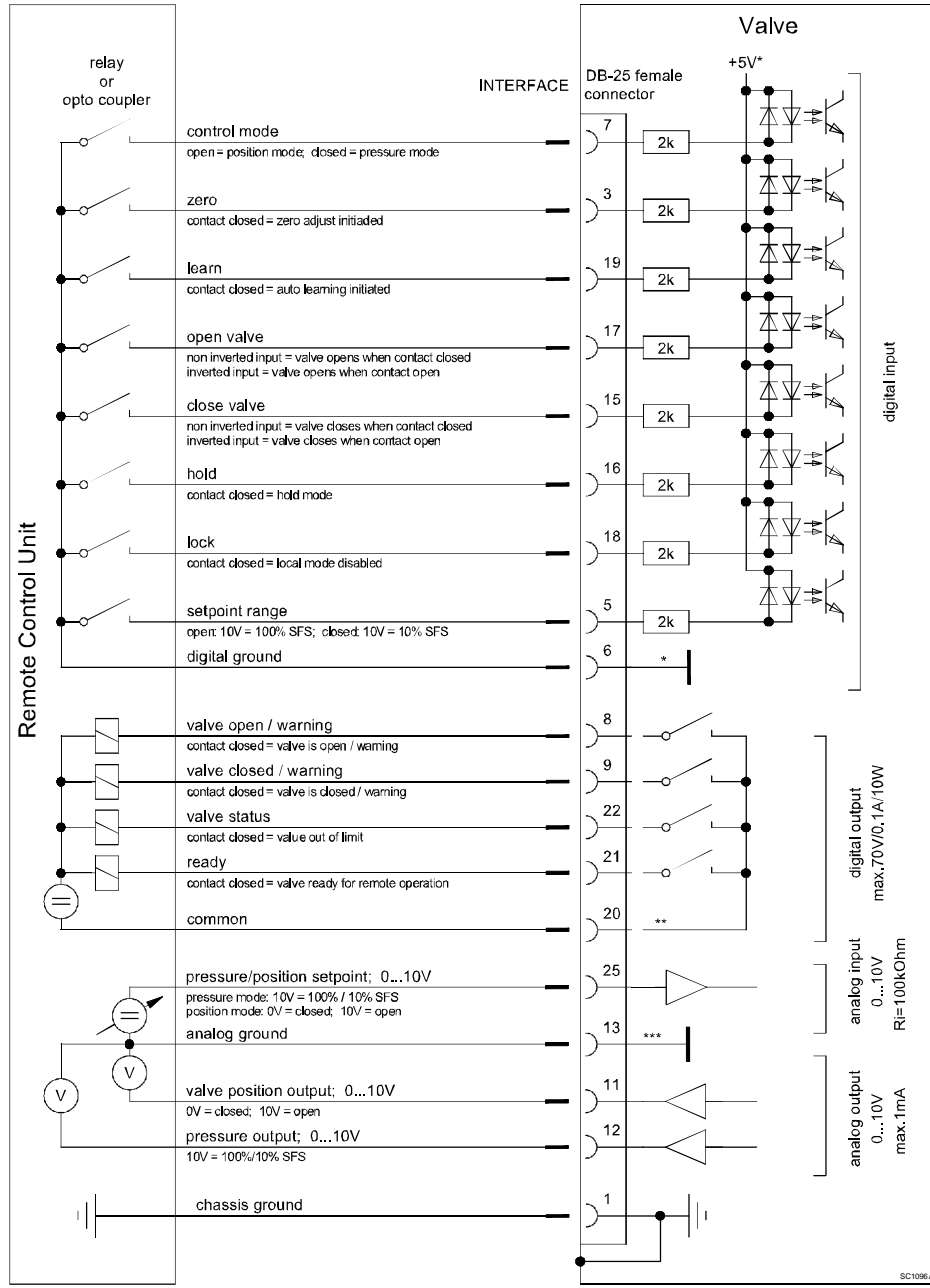 Valve
relay
or
opto coupler
INTERFACE
DB-25 female
connector
+5V*
control mode
open = position mode; closed = pressure mode
7
2k
zero
contact closed = zero adjust initiaded
3
2k
learn
contact closed = auto learning initiated
19
2k
open valve
non inverted input = valve opens when contact closed
inverted input = valve opens when contact open
17
2k
close valve
non inverted input = valve closes when contact closed
inverted input = valve closes when contact open
15
2k
hold
contact closed = hold mode
16
2k
lock
contact closed = local mode disabled
18
2k
setpoint range
open: 10V = 100% SFS; closed: 10V = 10% SFS
5
2k
digital ground
6
*
digital input
Remote Control Unit
valve open / warning
contact closed = valve is open / warning
8
valve closed / warning
contact closed = valve is closed / warning
9
valve status
contact closed = value out of limit
22
ready
contact closed = valve ready for remote operation
21
common
20
**
digital output
max.70V/0.1A/10W
pressure/position setpoint; 0...10V
pressure mode: 10V = 100% / 10% SFS
position mode: 0V = closed; 10V = open
25
analog ground
13
***
analog input
0...10V
Ri=100kOhm
V
V
valve position output; 0...10V
0V = closed; 10V = open
11
pressure output; 0...10V
10V = 100%/10% SFS
12
analog output
0...10V
max.1mA
chassis ground
1